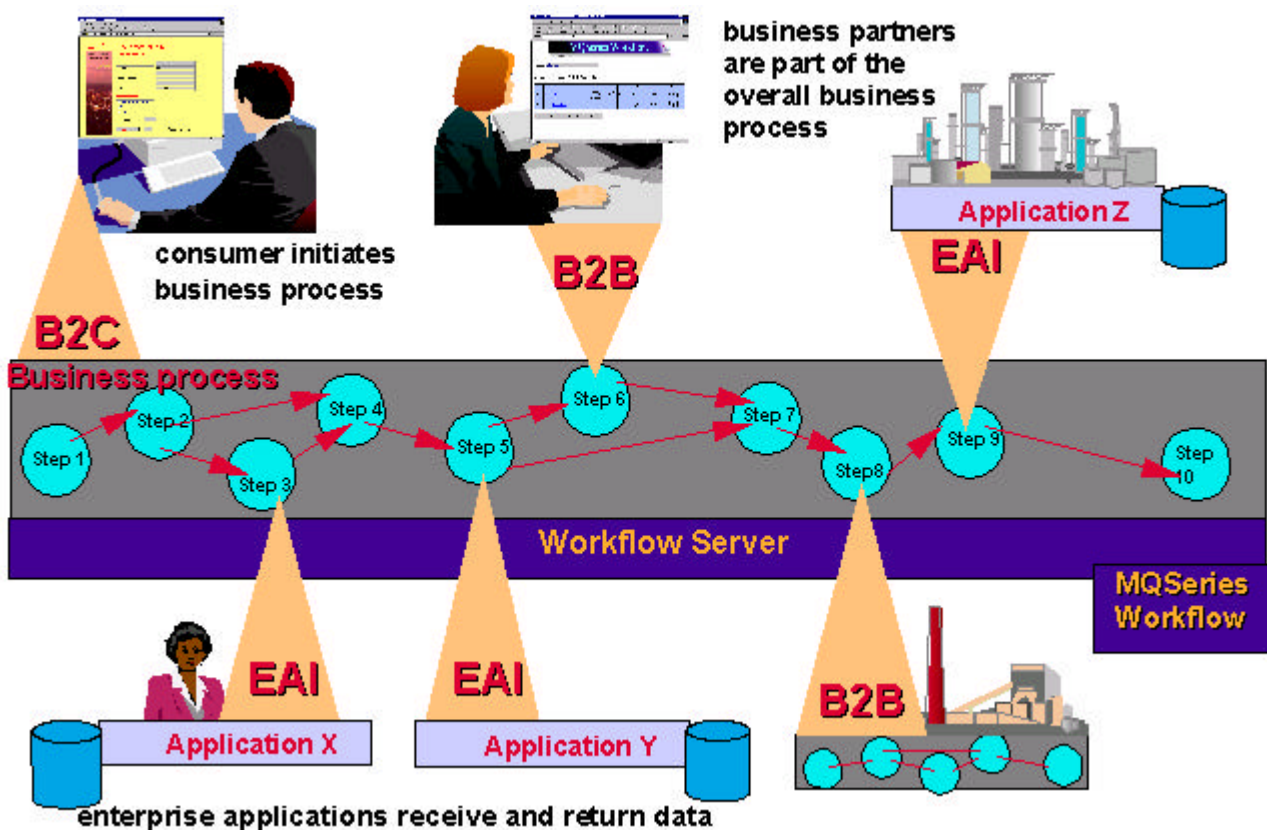 business partners
are part of the
overall business
process
Application Z
consumer initiates
business process
B2C
B2B
EAI
Business process
Step 1
Step 2
Step 3
Step 4
Step 5
Step 6
Step 7
Step8
Step 9
Step
10
Workflow Server
MQSeries
Workflow
EAI
EAI
B2B
Application X
Application Y
enterprise applications receive and return data